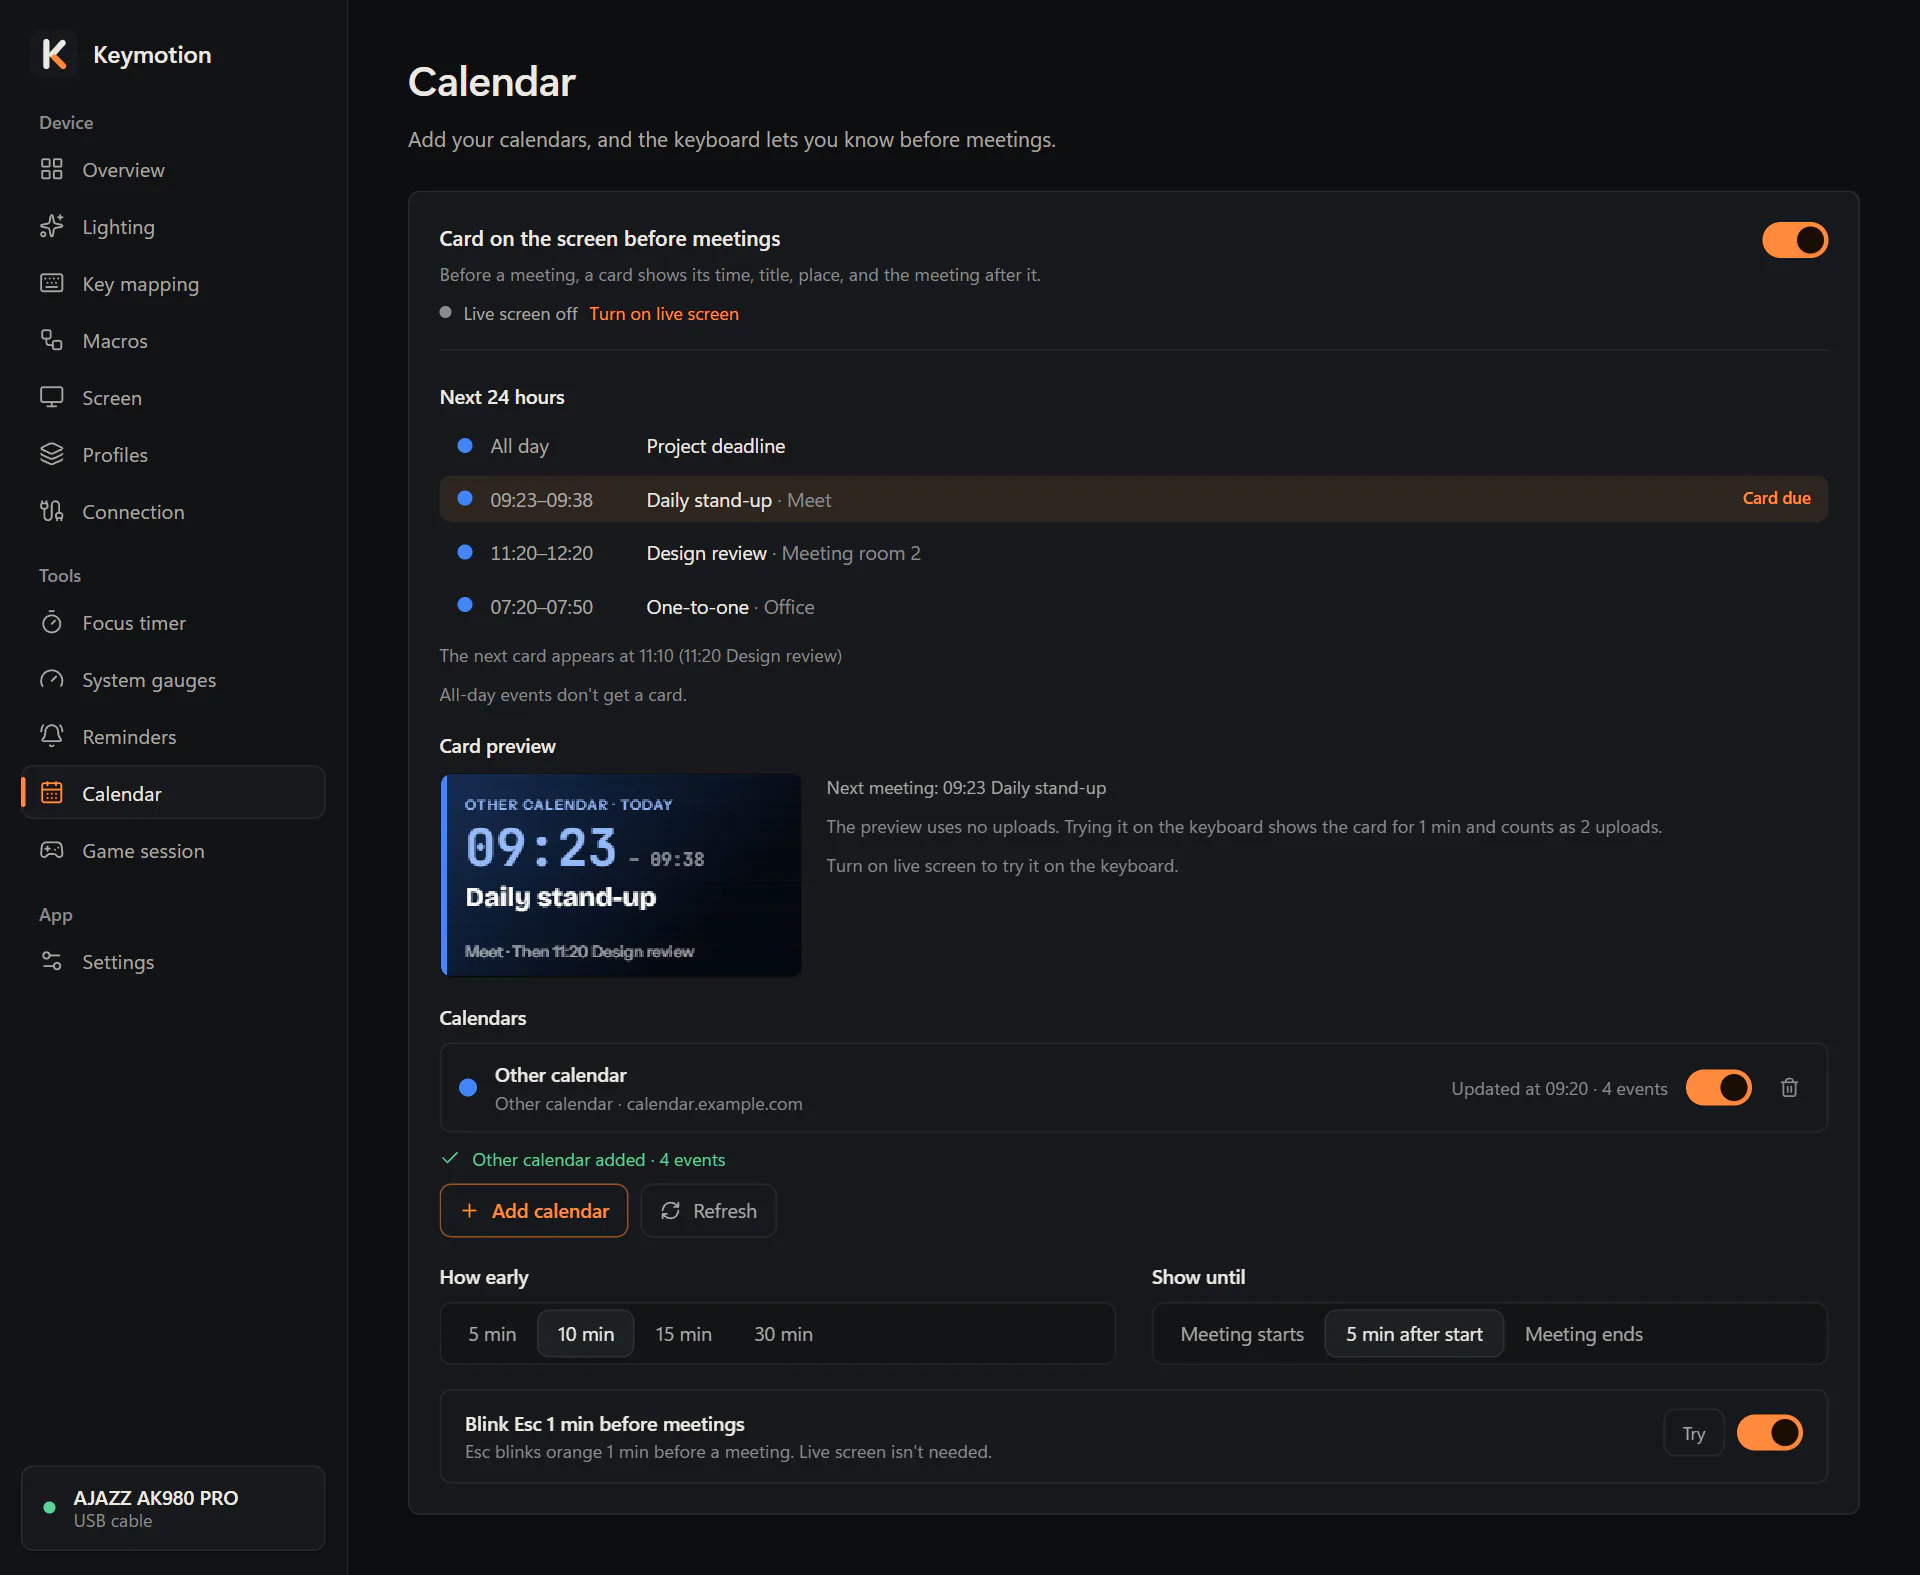 Keymotion
Device
Overview
Lighting
Key mapping
Macros
Screen
Profiles
Connection
Tools
Focus timer
System gauges
Reminders
Calendar
Game session
App
Settings
AJAZZ AK980 PRO
USB cable
Calendar
Add your calendars, and the keyboard lets you know before meetings.
Card on the screen before meetings
Before a meeting, a card shows its time, title, place, and the meeting after it.
Live screen off Turn on live screen
Next 24 hours
All day Project deadline
09:23–09:38 Daily stand-up · Meet Card due
11:20–12:20 Design review · Meeting room 2
07:20–07:50 One-to-one · Office
The next card appears at 11:10 (11:20 Design review)
All-day events don't get a card.
Card preview
OTHER CALENDAR · TODAY
09:23 – 09:38
Daily stand-up
Meet · Then 11:20 Design review
Next meeting: 09:23 Daily stand-up
The preview uses no uploads. Trying it on the keyboard shows the card for 1 min and counts as 2 uploads.
Turn on live screen to try it on the keyboard.
Calendars
Other calendar
Other calendar · calendar.example.com
Updated at 09:20 · 4 events
Other calendar added · 4 events
Add calendar Refresh
How early
5 min 10 min 15 min 30 min
Show until
Meeting starts 5 min after start Meeting ends
Blink Esc 1 min before meetings
Esc blinks orange 1 min before a meeting. Live screen isn't needed.
Try